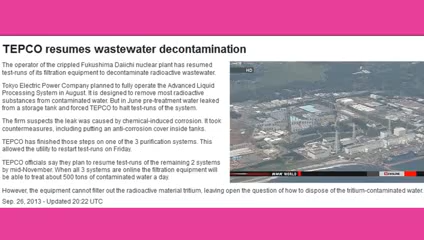 TEPCO resumes wastewater decontamination
The operator of the crippled Fukushima Daiichi nuclear plant has resumed
test-runs of its filtration equipment to decontaminate radioactive wastewater.
Tokyo Electric Power Company planned to fully operate the Advanced Liquid
Processing System in August. It is designed to remove most radioactive
substances from contaminated water. But in June pre-treatment water leaked
from a storage tank and forced TEPCO to halt test-runs of the system.
The firm suspects the leak was caused by chemical-induced corrosion. It took
countermeasures, including putting an anti-corrosion cover inside tanks.
TEPCO has finished those steps on one of the 3 purification systems. This
allowed the utility to restart test-runs on Friday.
TEPCO officials say they plan to resume test-runs of the remaining 2 systems
by mid-November. When all 3 systems are online the filtration equipment will
be able to treat about 500 tons of contaminated water a day.
However, the equipment cannot filter out the radioactive material tritium, leaving open the question of how to dispose of the tritium-contaminated water.
Sep. 26, 2013 - Updated 20:22 UTC
HD
NHK WORLD